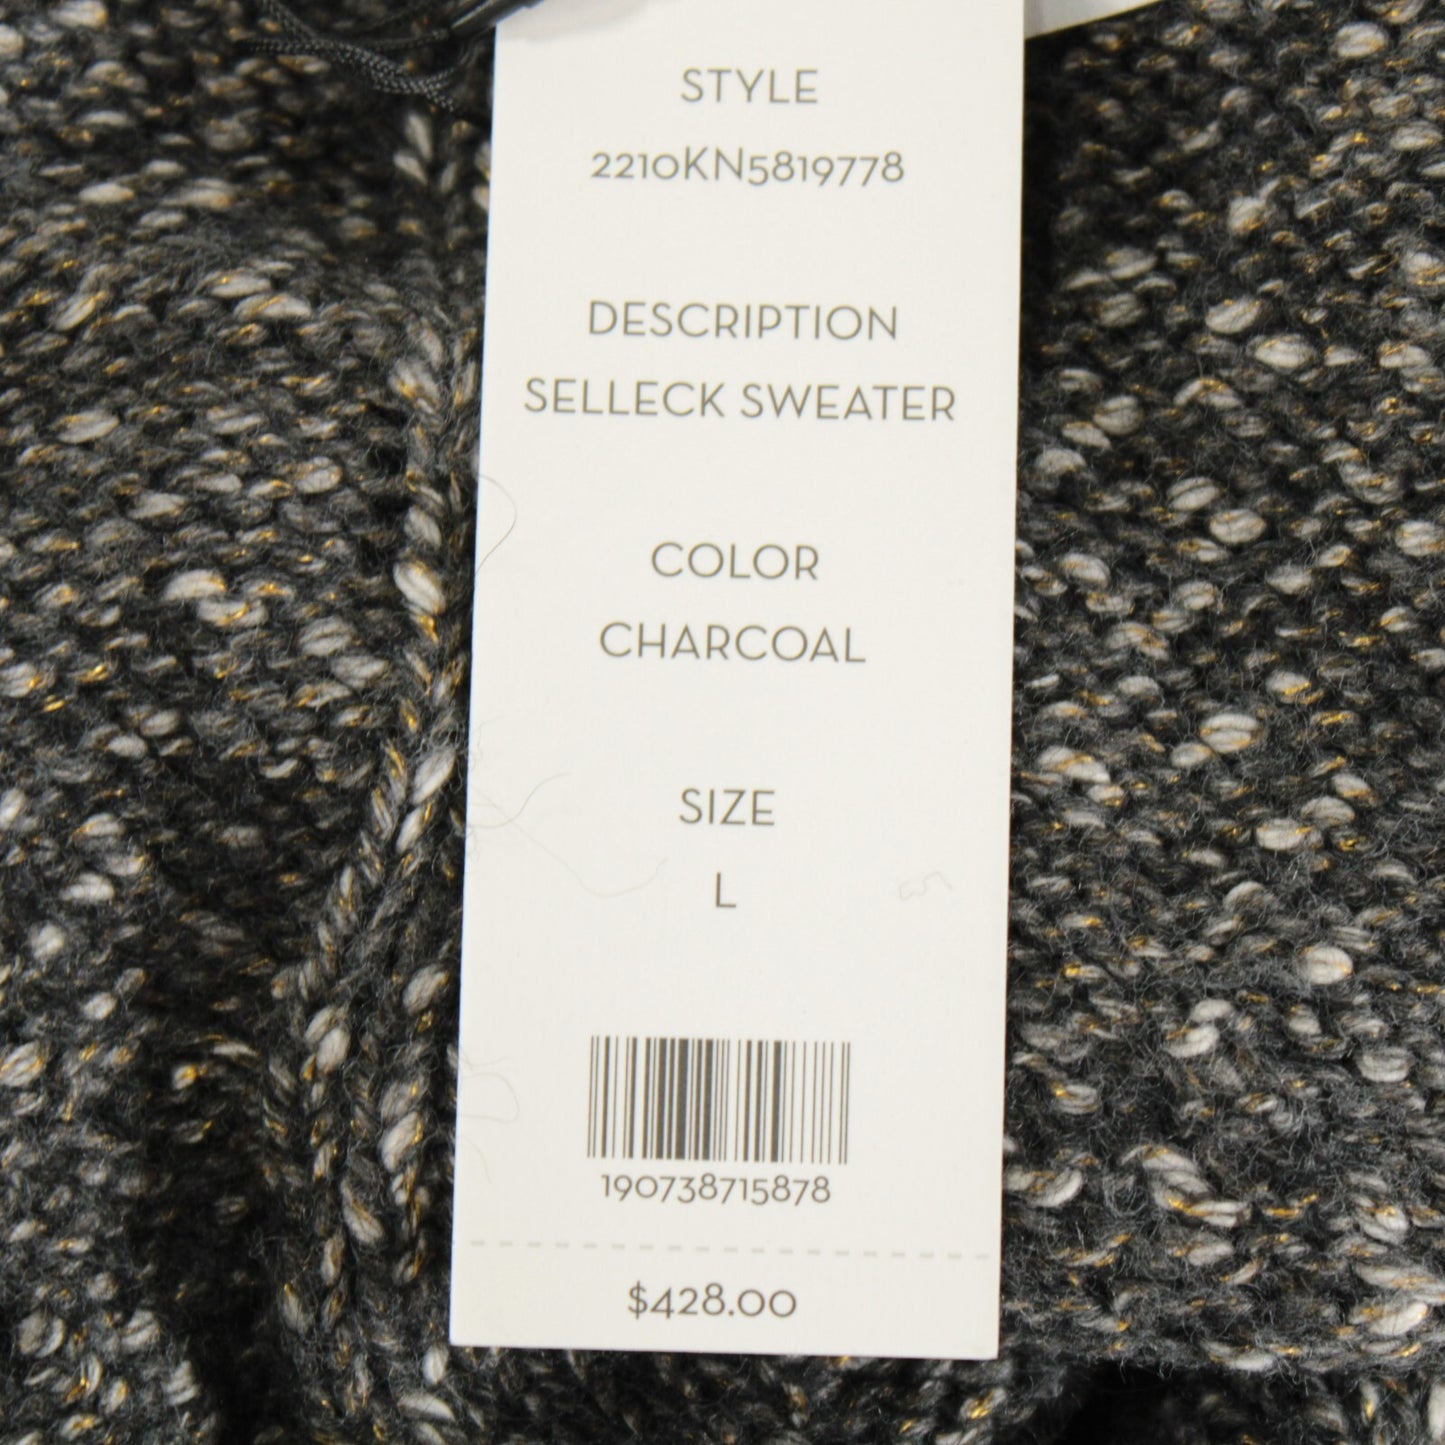 STYLE
2210KN5819778
DESCRIPTION
SELLECK SWEATER
COLOR
CHARCOAL
SIZE
L
190738715878
$428.00